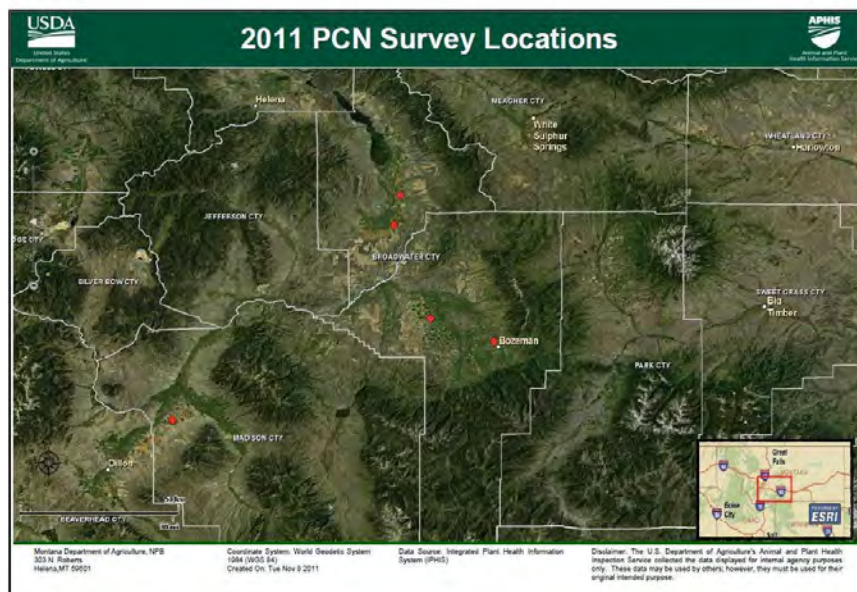 USDA
United States
Department of Agriculture
2011 PCN Survey Locations
APHIS
Animal and Plant
Health Inspection Service
Helena
MEAGHER CTY
White
Sulphur
Springs
WHEATLAND CTY
Harlowton
JEFFERSON CTY
BROADWATER CTY
SILVER BOW CTY
SWEET GRASS CTY
Big
Timber
Bozeman
PARK CTY
MADISON CTY
Dillon
BEAVERHEAD CTY
Great
Falls
POWERED BY
ESRI
Montana Department of Agriculture, NPB
303 N. Roberts
Helena, MT 59601
Coordinate System: World Geodetic System
1984 (WGS 84)
Created On: Tue Nov 8 2011
Data Source: Integrated Plant Health Information
System (IPHIS)
Disclaimer: The U.S. Department of Agriculture's Animal and Plant Health
Inspection Service collected the data displayed for internal agency purposes
only. These data may be used by others; however, they must be used for their
original intended purpose.